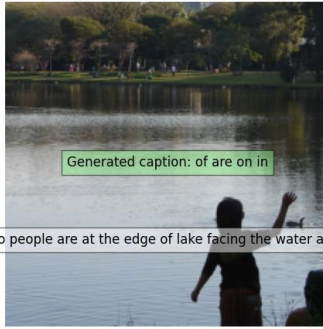 Generated caption: of are on in
people are at the edge of lake facing the water